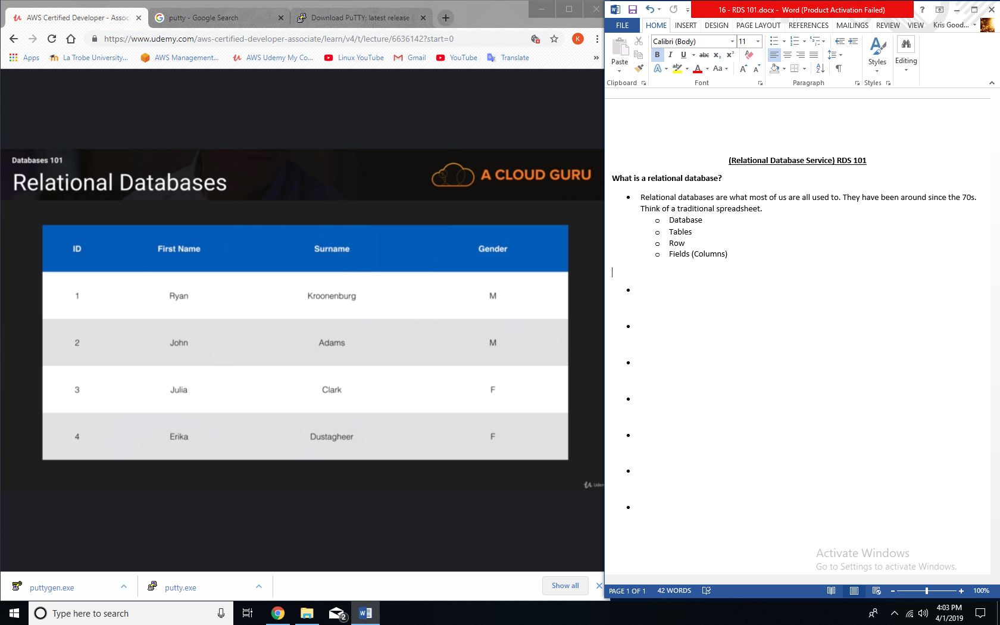 AWS Certified Developer - Assoc
putty - Google Search
Download PuTTY: latest release
https://www.udemy.com/aws-certified-developer-associate/learn/v4/t/lecture/6636142?start=0
K
Apps
La Trobe University...
AWS Management...
AWS Udemy My Co...
Linux YouTube
Gmail
YouTube
Translate
»
Databases 101
Relational Databases
A CLOUD GURU
ID First Name Surname Gender
1 Ryan Kroonenburg M
2 John Adams M
3 Julia Clark F
4 Erika Dustagheer F
puttygen.exe
putty.exe
Show all
16 - RDS 101.docx - Word (Product Activation Failed)
?
FILE HOME INSERT DESIGN PAGE LAYOUT REFERENCES MAILINGS REVIEW VIEW Kris Good...
Paste
Calibri (Body) 11
B I U abc x₂ x²
A ab A Aa A A
Styles
Editing
Clipboard Font Paragraph Styles
(Relational Database Service) RDS 101
What is a relational database?
• Relational databases are what most of us are all used to. They have been around since the 70s.
Think of a traditional spreadsheet.
o Database
o Tables
o Row
o Fields (Columns)
Activate Windows
Go to Settings to activate Windows.
PAGE 1 OF 1 42 WORDS 100%
Type here to search
2
4:03 PM
4/1/2019